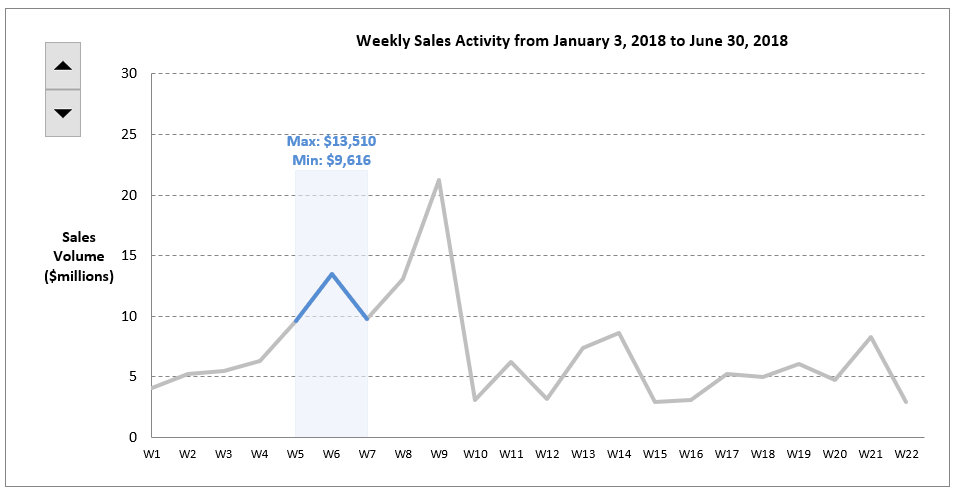 Weekly Sales Activity from January 3, 2018 to June 30, 2018
30
25
Max: $13,510
Min: $9,616
20
Sales
Volume
($millions)
15
10
5
0
W1 W2 W3 W4 W5 W6 W7 W8 W9 W10 W11 W12 W13 W14 W15 W16 W17 W18 W19 W20 W21 W22